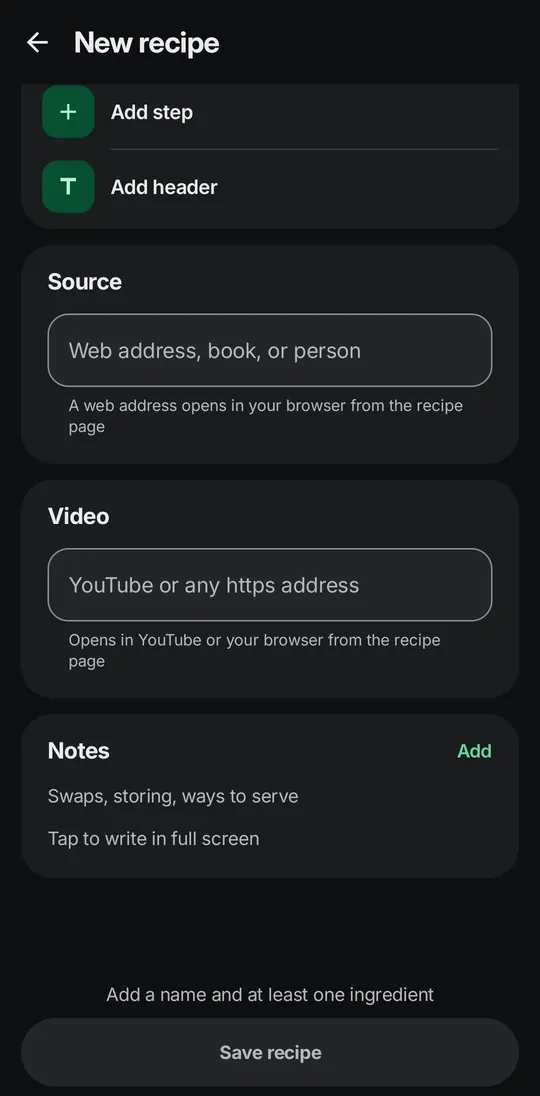 New recipe
Add step
Add header
Source
Web address, book, or person
A web address opens in your browser from the recipe
page
Video
YouTube or any https address
Opens in YouTube or your browser from the recipe
page
Notes
Add
Swaps, storing, ways to serve
Tap to write in full screen
Add a name and at least one ingredient
Save recipe